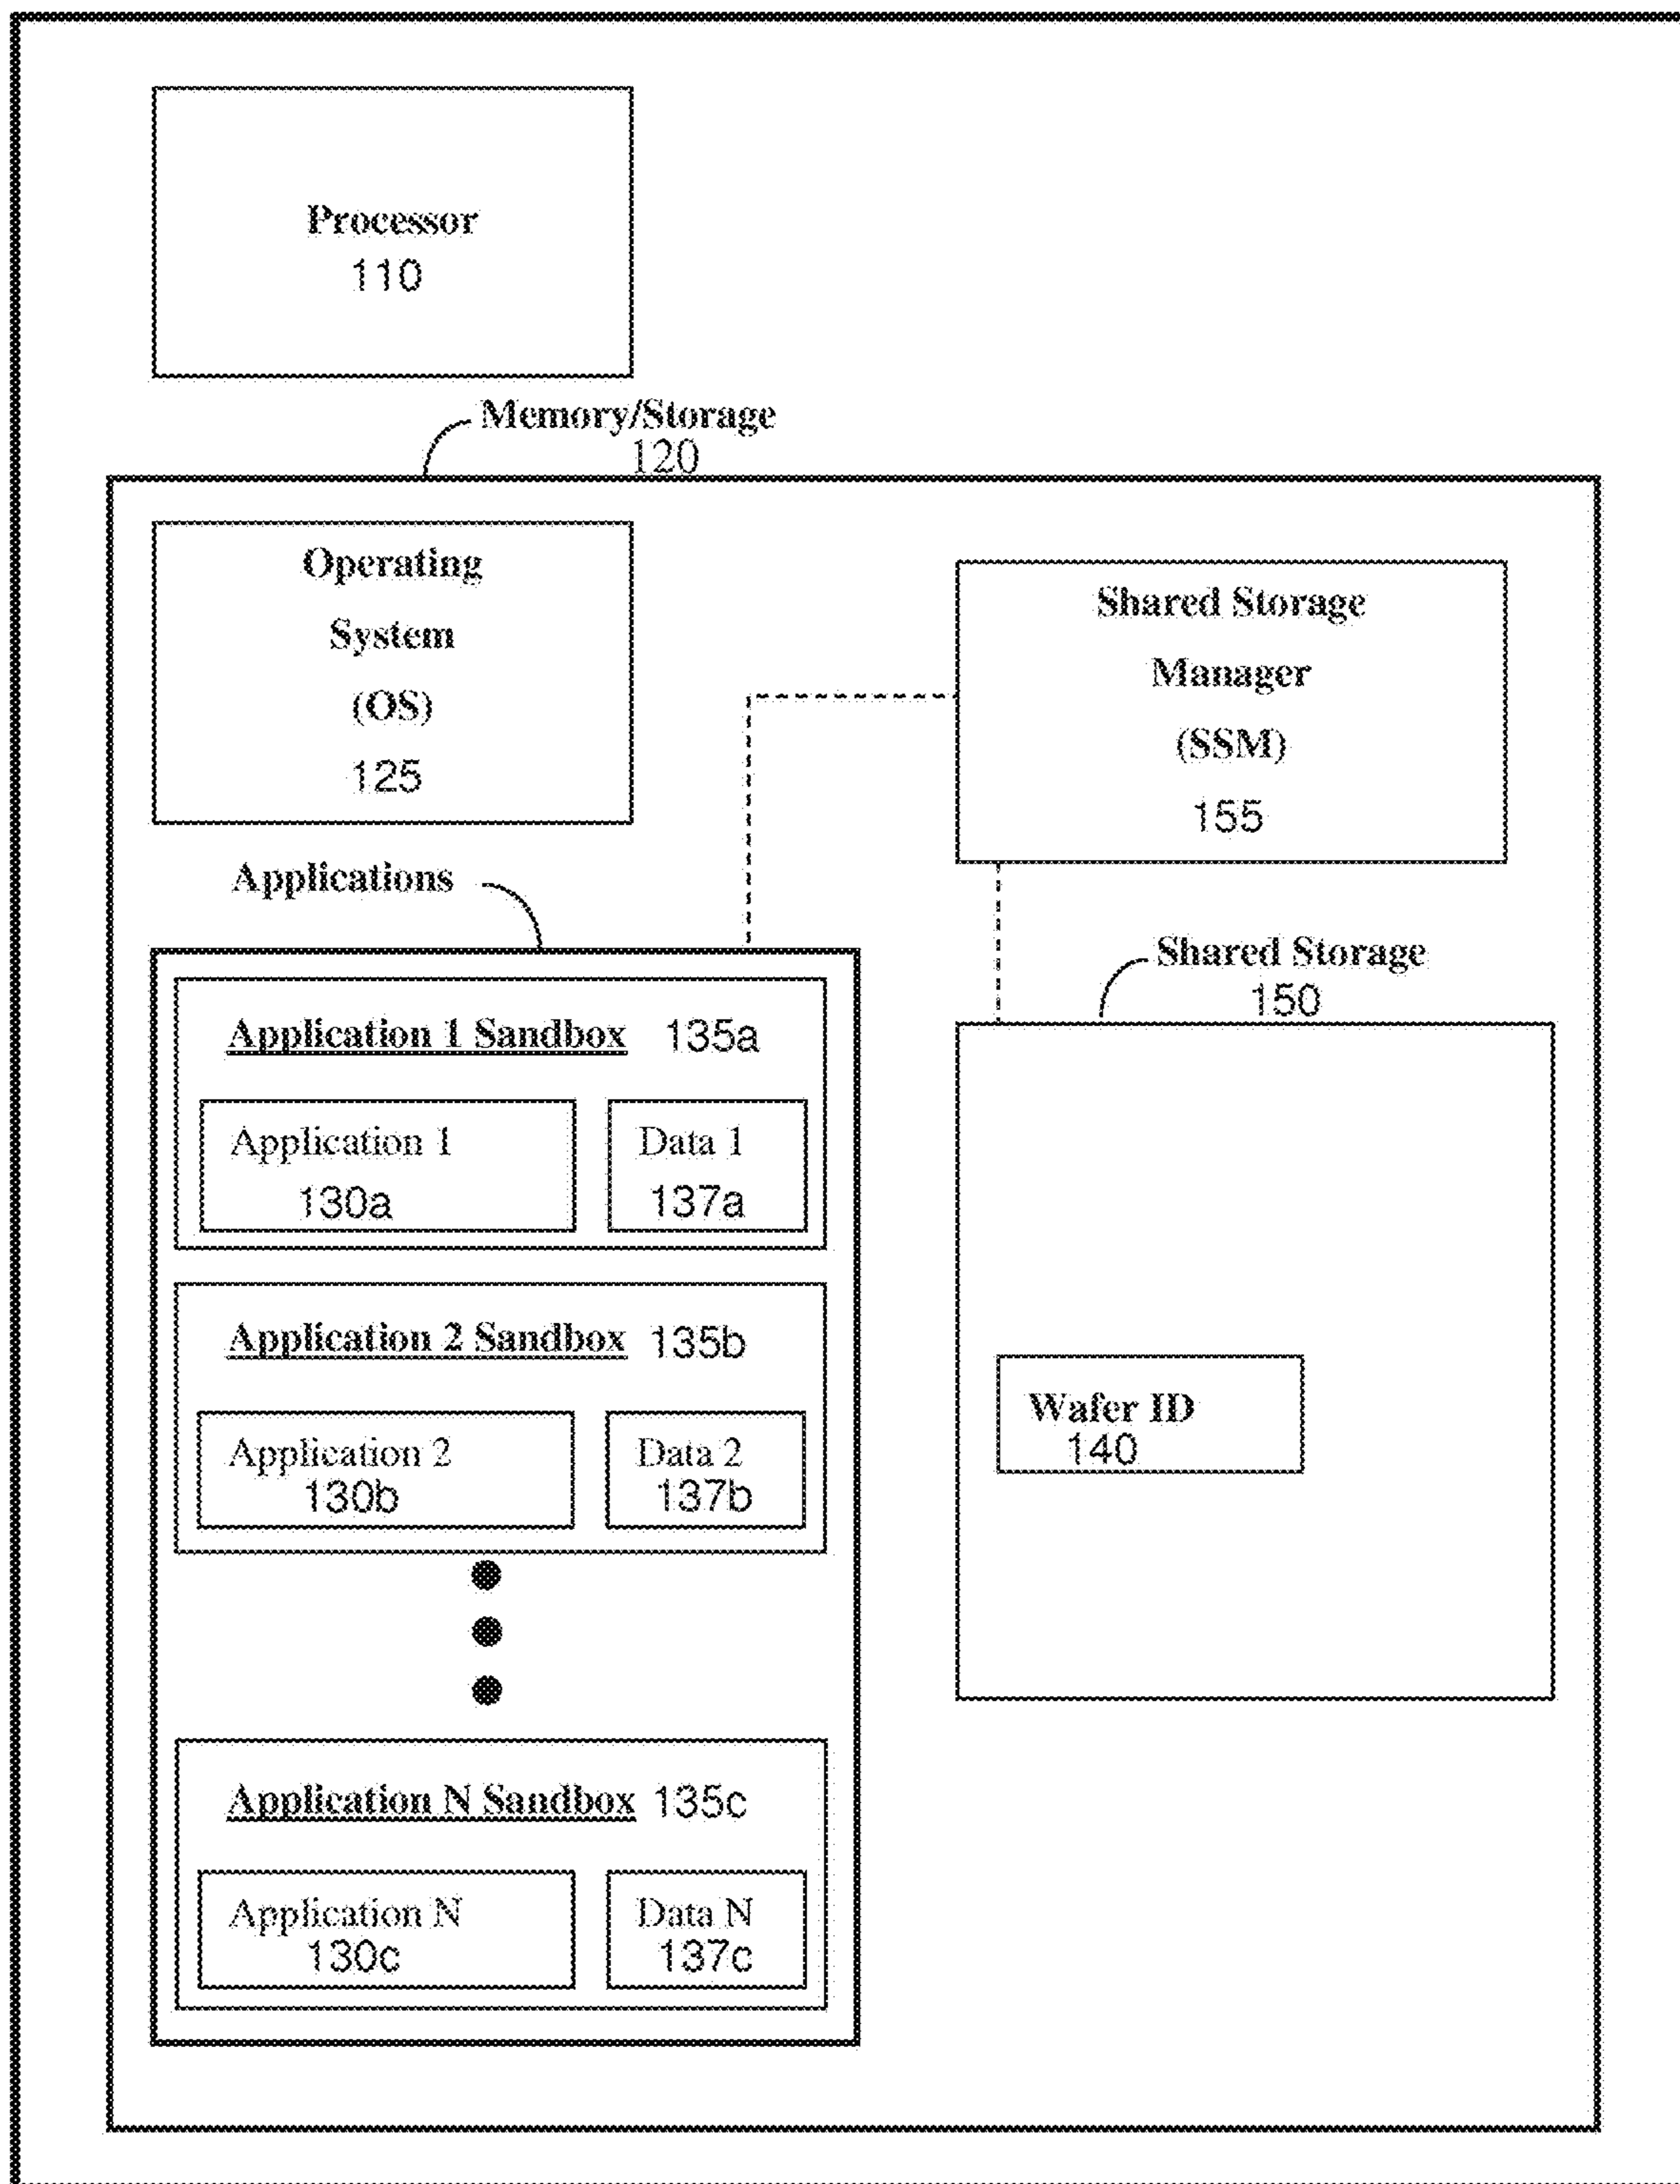 Processor
110
Memory/Storage
120
Operating
System
(OS)
125
Shared Storage
Manager
(SSM)
155
Applications
Application 1 Sandbox 135a
Application 1
130a
Data 1
137a
Application 2 Sandbox 135b
Application 2
130b
Data 2
137b
Application N Sandbox 135c
Application N
130c
Data N
137c
Shared Storage
150
Wafer ID
140